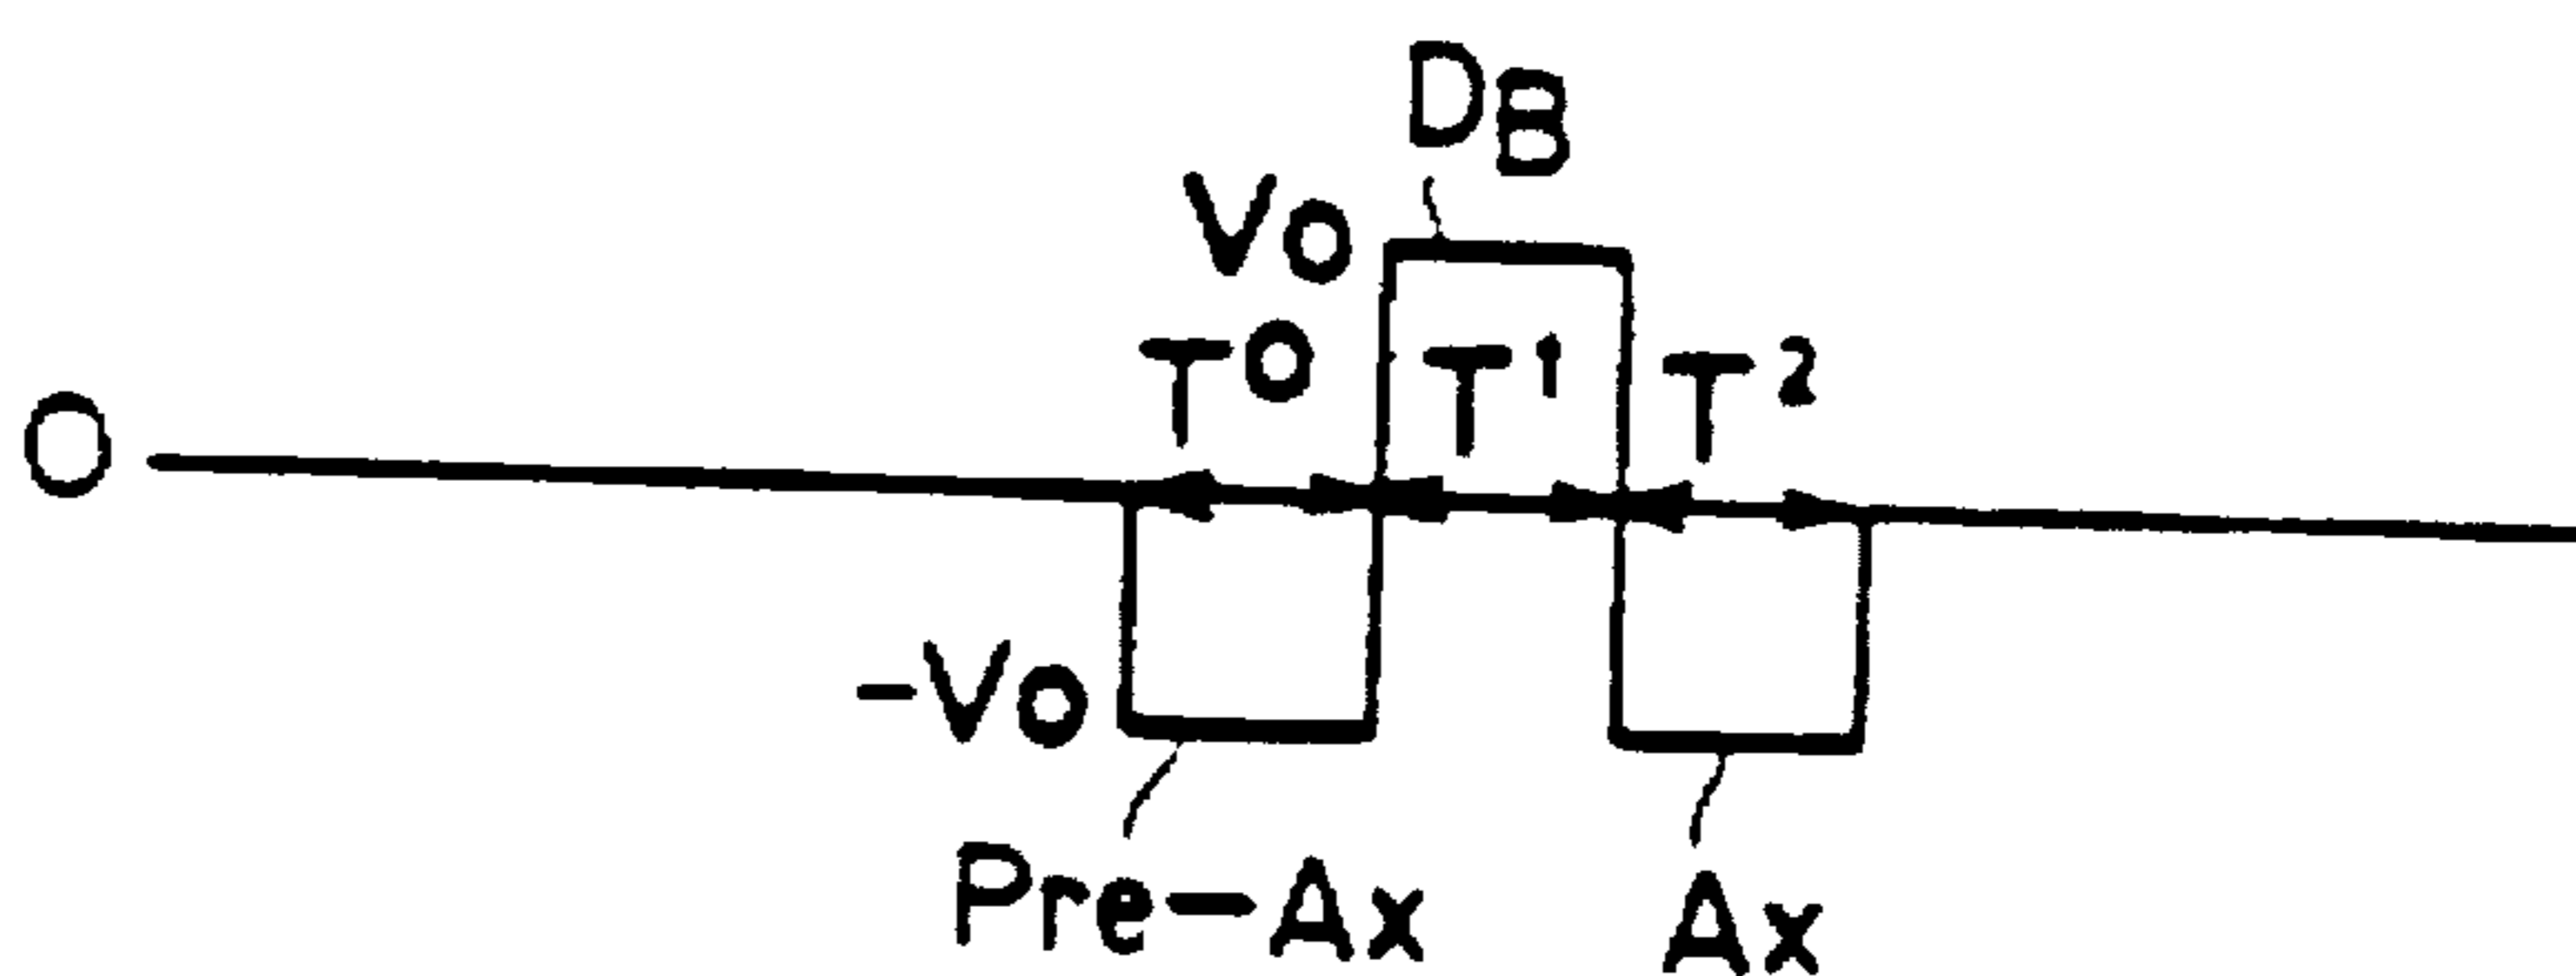 DB
Vo
T⁰ T¹ T²
O
-Vo
Pre-Ax Ax